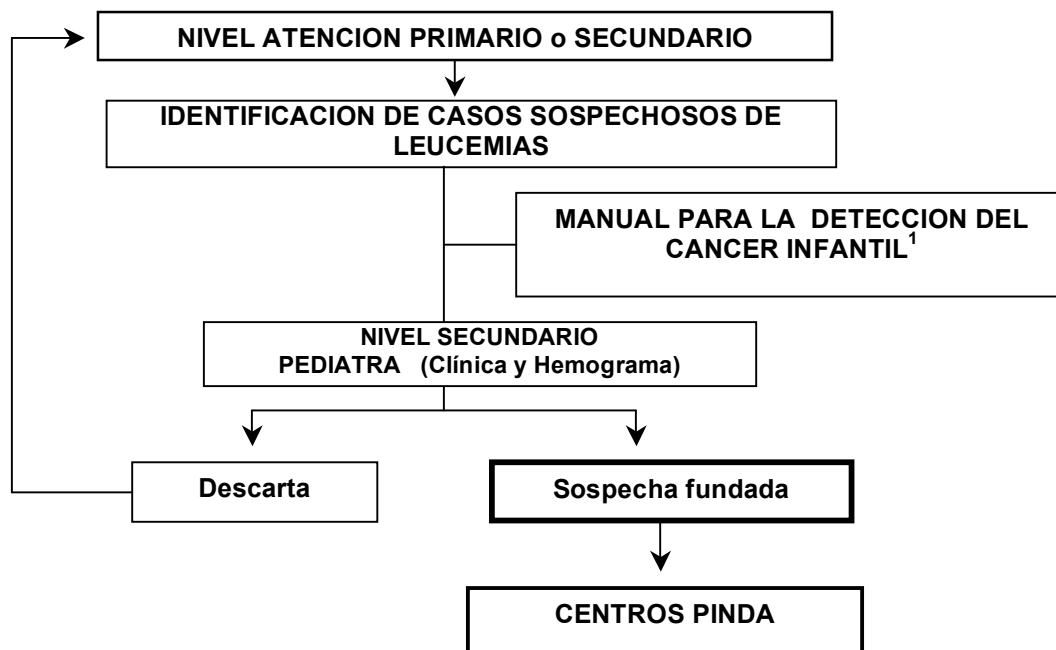 NIVEL ATENCION PRIMARIO o SECUNDARIO
IDENTIFICACION DE CASOS SOSPECHOSOS DE
LEUCEMIAS
MANUAL PARA LA DETECCION DEL
CANCER INFANTIL¹
NIVEL SECUNDARIO
PEDIATRA (Clínica y Hemograma)
Descarta
Sospecha fundada
CENTROS PINDA